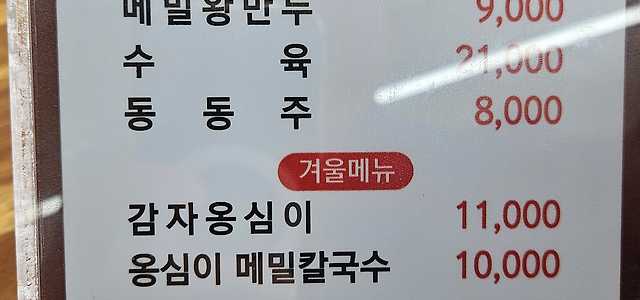 메밀왕만두 9,000
수육 21,000
동동주 8,000
겨울메뉴
감자옹심이 11,000
옹심이 메밀칼국수 10,000